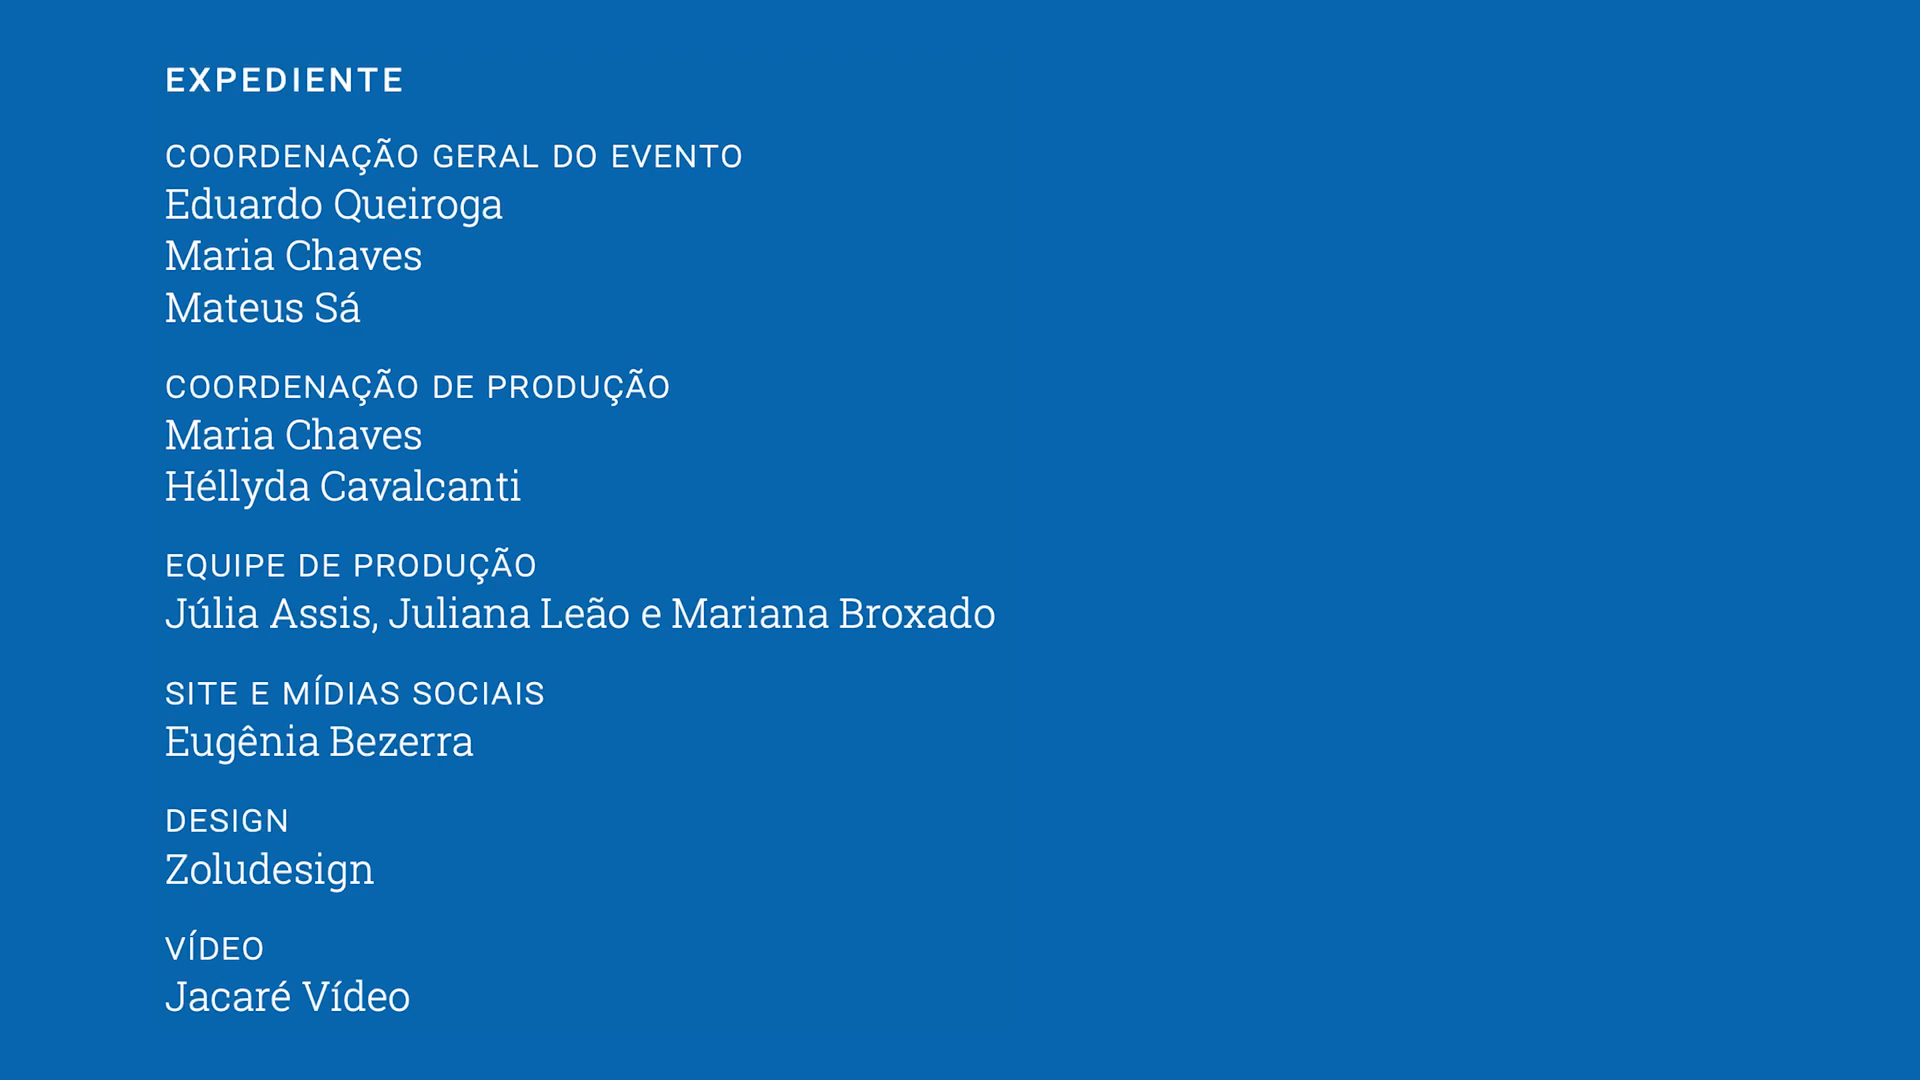 EXPEDIENTE
COORDENAÇÃO GERAL DO EVENTO
Eduardo Queiroga
Maria Chaves
Mateus Sá
COORDENAÇÃO DE PRODUÇÃO
Maria Chaves
Héllyda Cavalcanti
EQUIPE DE PRODUÇÃO
Júlia Assis, Juliana Leão e Mariana Broxado
SITE E MÍDIAS SOCIAIS
Eugênia Bezerra
DESIGN
Zoludesign
VÍDEO
Jacaré Vídeo